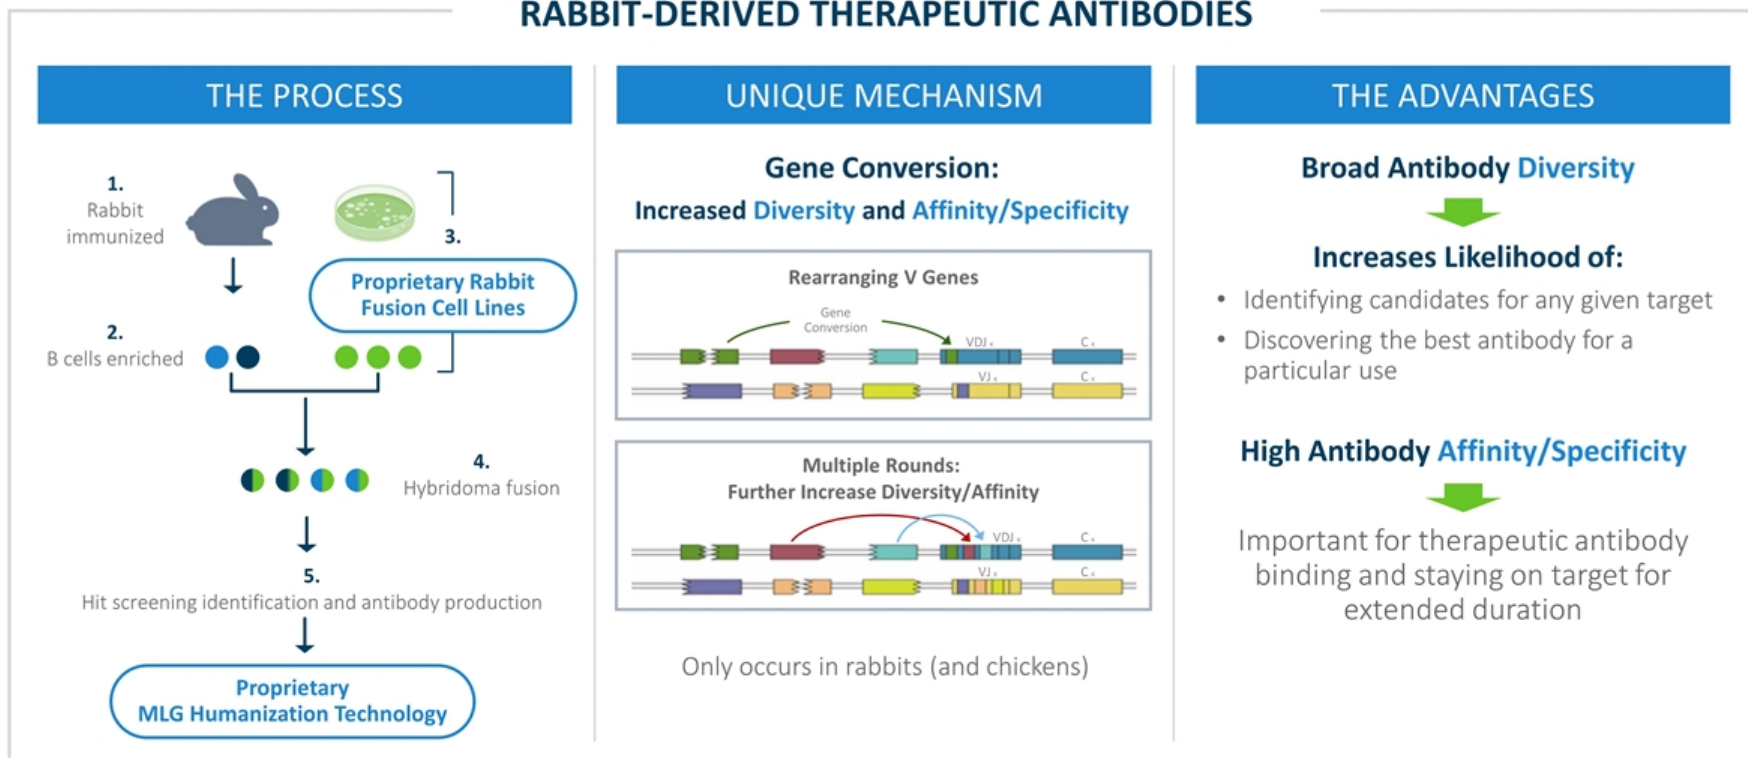 RABBIT-DERIVED THERAPEUTIC ANTIBODIES
THE PROCESS
1.
Rabbit
immunized
3.
Proprietary Rabbit
Fusion Cell Lines
2.
B cells enriched
4.
Hybridoma fusion
5.
Hit screening identification and antibody production
Proprietary
MLG Humanization Technology
UNIQUE MECHANISM
Gene Conversion:
Increased Diversity and Affinity/Specificity
Rearranging V Genes
Gene
Conversion
VDJ
C
VJ
C
Multiple Rounds:
Further Increase Diversity/Affinity
VDJ
C
VJ
C
Only occurs in rabbits (and chickens)
THE ADVANTAGES
Broad Antibody Diversity
Increases Likelihood of:
• Identifying candidates for any given target
• Discovering the best antibody for a
particular use
High Antibody Affinity/Specificity
Important for therapeutic antibody
binding and staying on target for
extended duration